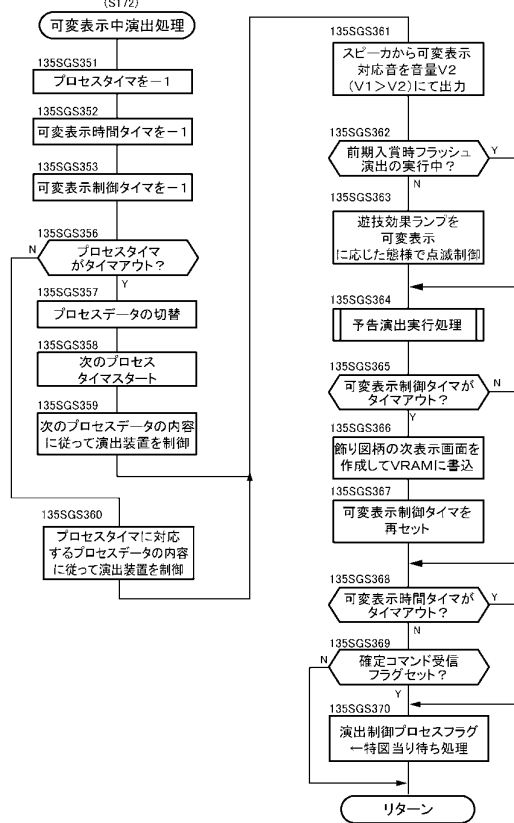 (S172)
可変表示中演出処理
135SGS351
プロセスタイマを－1
135SGS352
可変表示時間タイマを－1
135SGS353
可変表示制御タイマを－1
135SGS356
N
プロセスタイマ
がタイムアウト？
Y
135SGS357
プロセスデータの切替
135SGS358
次のプロセス
タイマスタート
135SGS359
次のプロセスデータの内容
に従って演出装置を制御
135SGS360
プロセスタイマに対応
するプロセスデータの内容
に従って演出装置を制御
135SGS361
スピーカから可変表示
対応音を音量V2
(V1＞V2)にて出力
135SGS362
前期入賞時フラッシュ
演出の実行中？
Y
N
135SGS363
遊技効果ランプを
可変表示
に応じた態様で点滅制御
135SGS364
予告演出実行処理
135SGS365
可変表示制御タイマが
タイムアウト？
N
Y
135SGS366
飾り図柄の次表示画面を
作成してVRAMに書込
135SGS367
可変表示制御タイマを
再セット
135SGS368
可変表示時間タイマが
タイムアウト？
Y
N
135SGS369
N
確定コマンド受信
フラグセット？
Y
135SGS370
演出制御プロセスフラグ
←特図当り待ち処理
リターン